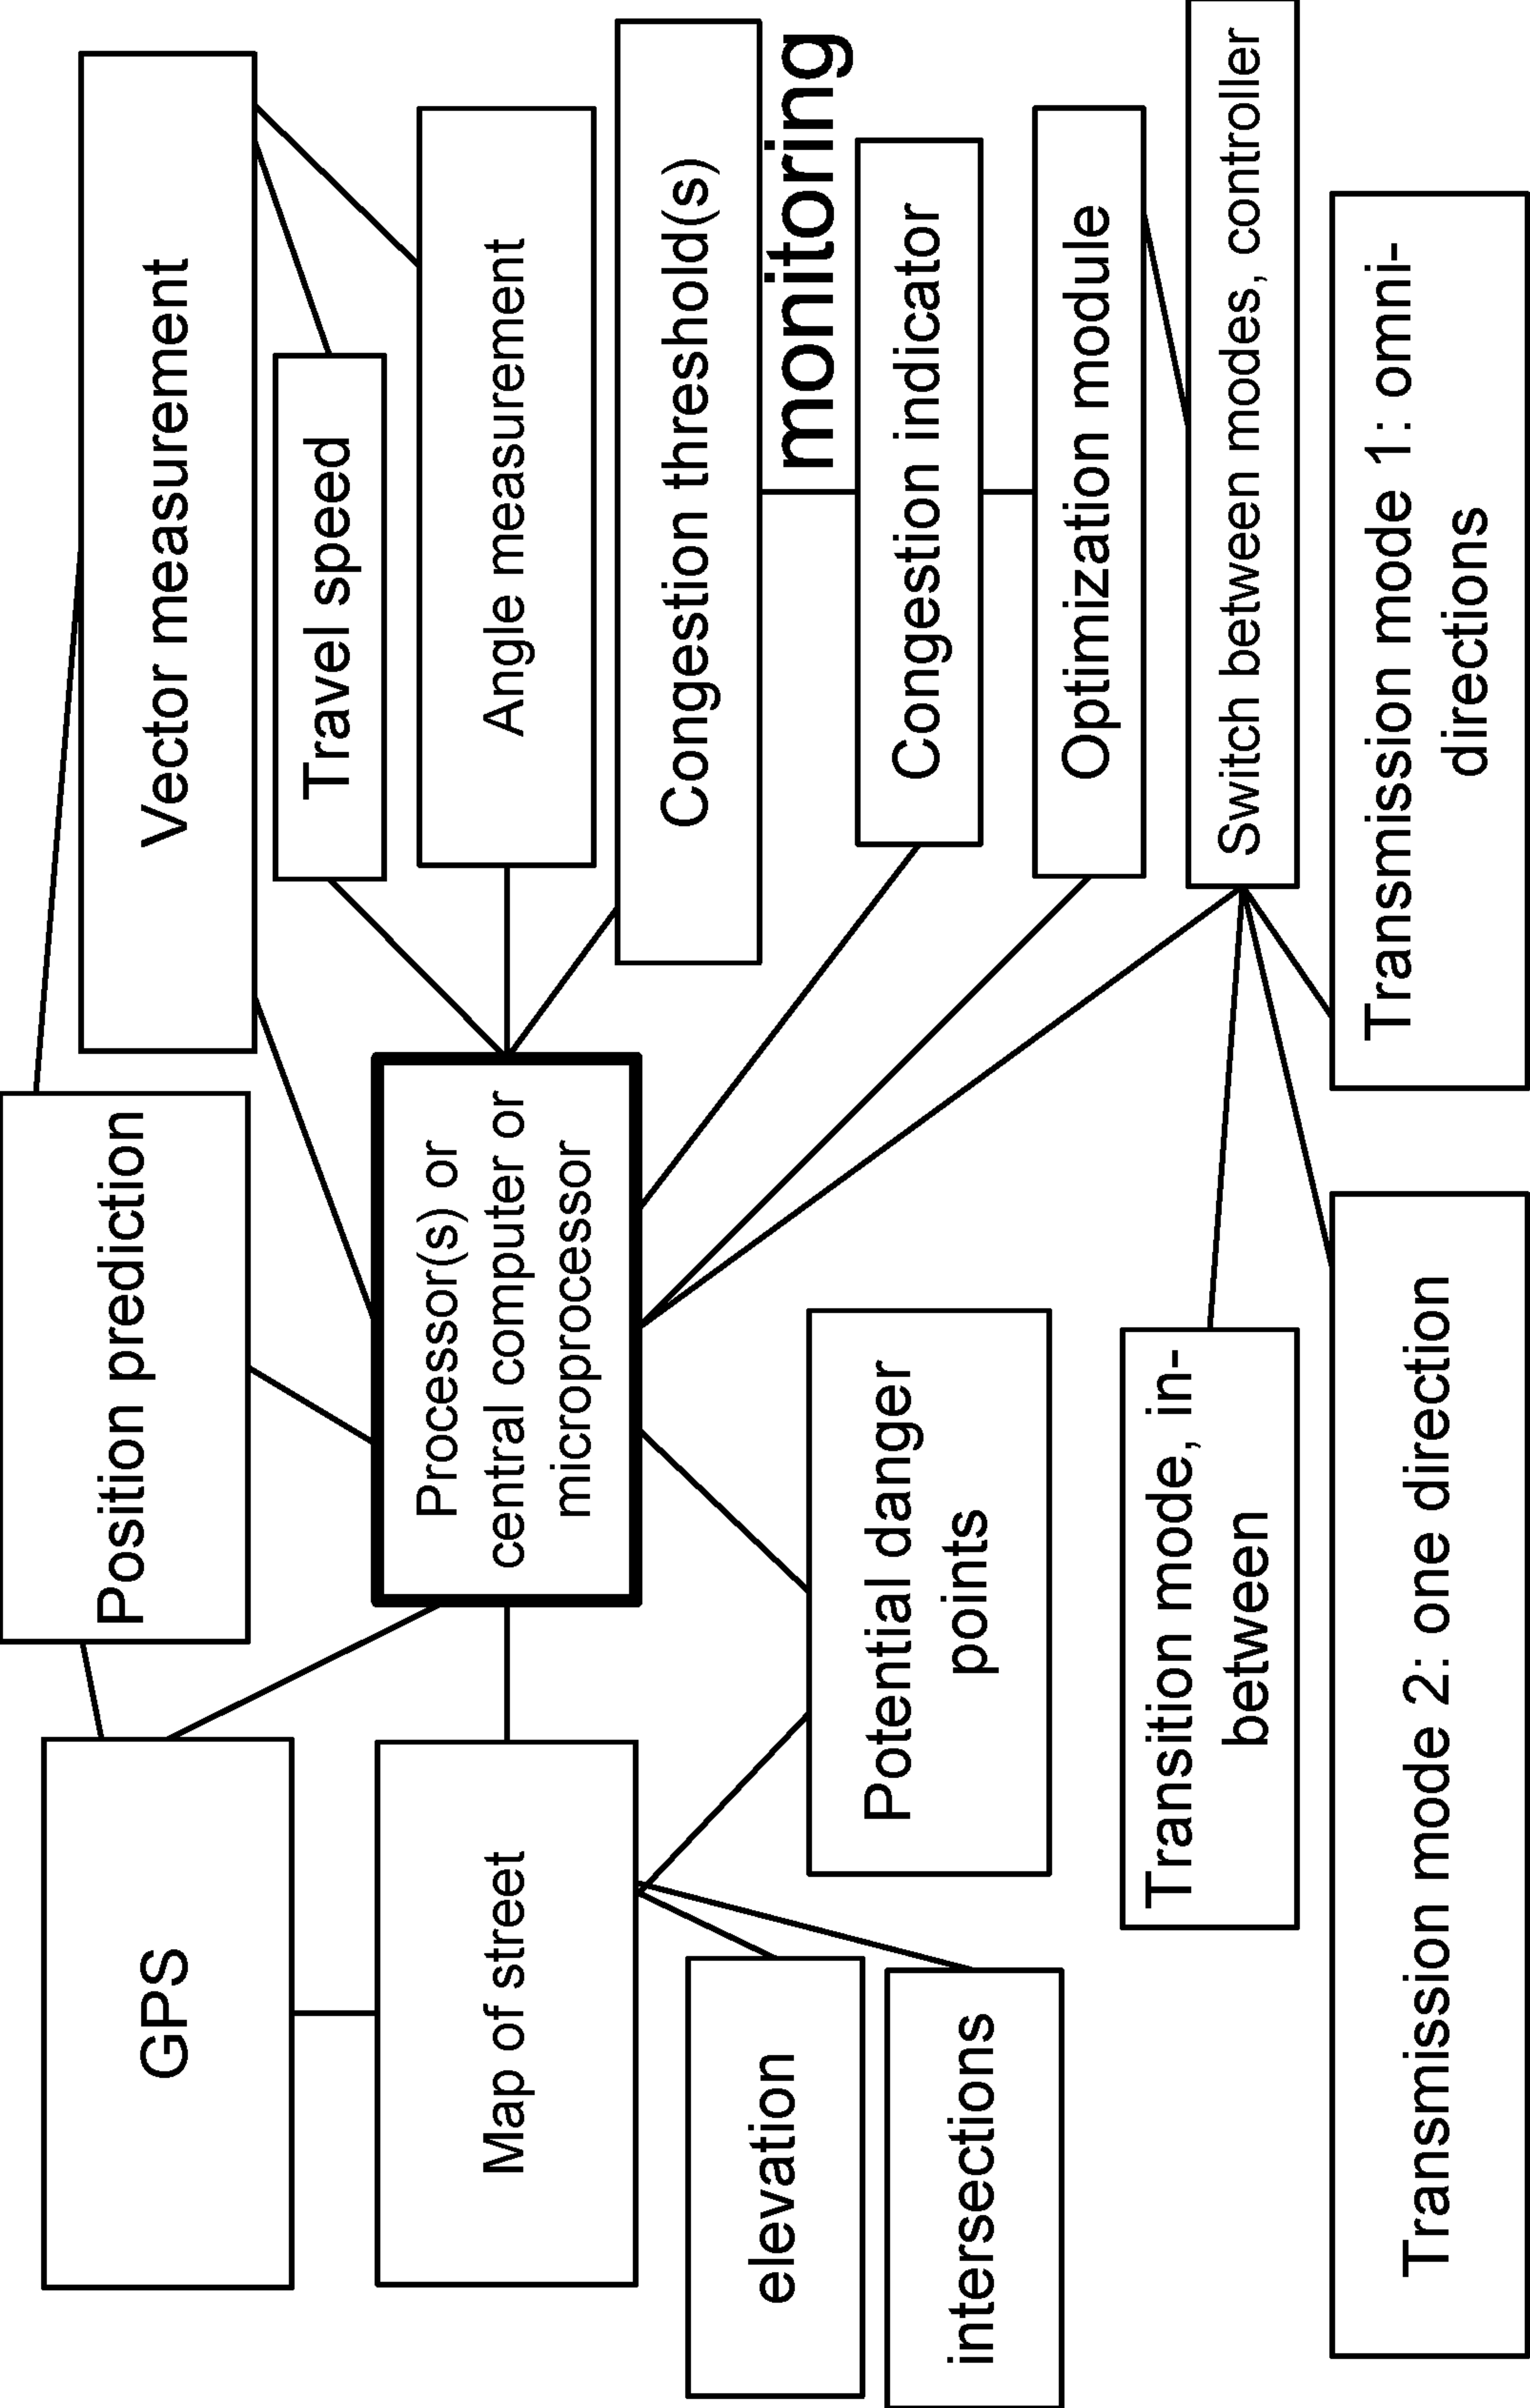 GPS
Position prediction
Vector measurement
Travel speed
Map of street
Processor(s) or
central computer or
microprocessor
Angle measurement
Congestion threshold(s)
monitoring
elevation
intersections
Potential danger
points
Congestion indicator
Optimization module
Transition mode, in-
between
Switch between modes, controller
Transmission mode 2: one direction
Transmission mode 1: omni-
directions